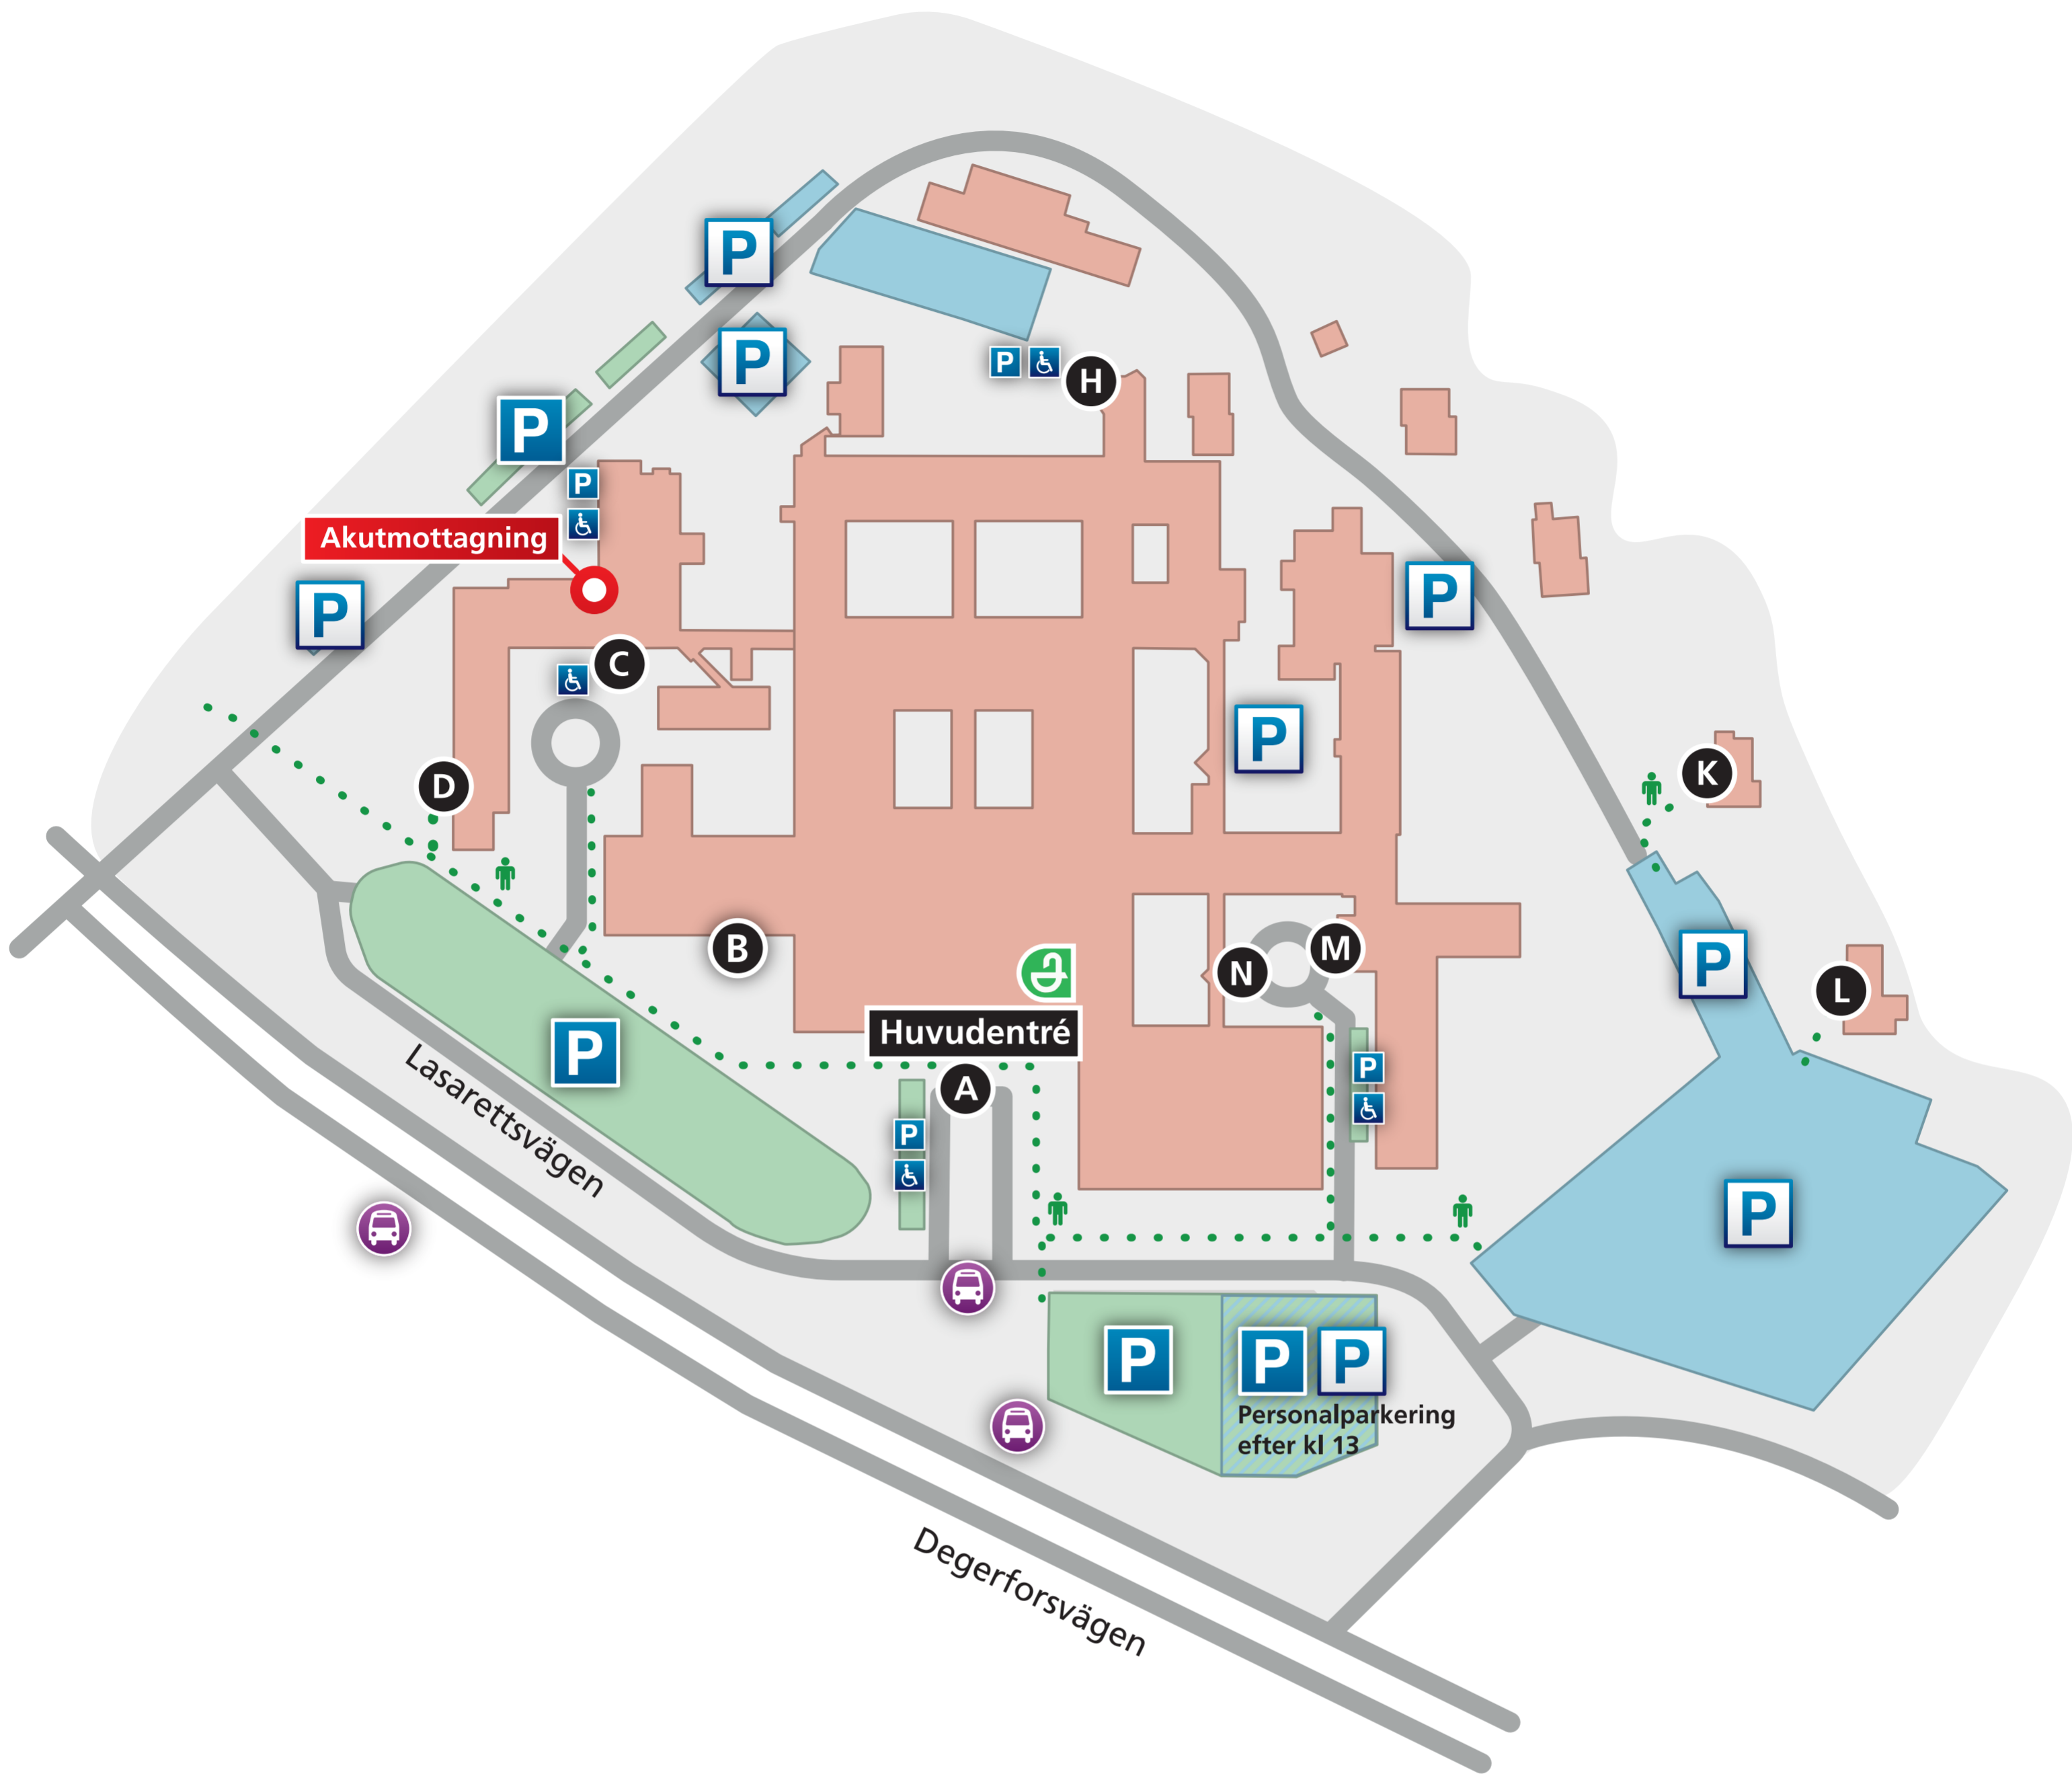 P
P
P
P
H
P
Akutmottagning
P
P
C
P
D
K
B
N
M
P
L
Huvudentré
P
P
A
P
P
Lasarettsvägen
P
P
P
P
Personalparkering
efter kl 13
Degerforsvägen